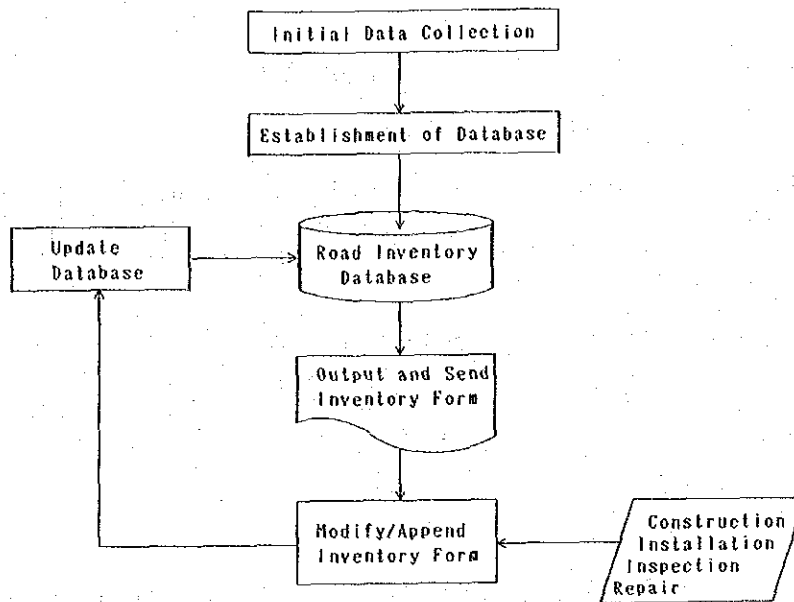 Initial Data Collection
Establishment of Database
Update
Database
Road Inventory
Database
Output and Send
Inventory Form
Modify/Append
Inventory Form
Construction
Installation
Inspection
Repair